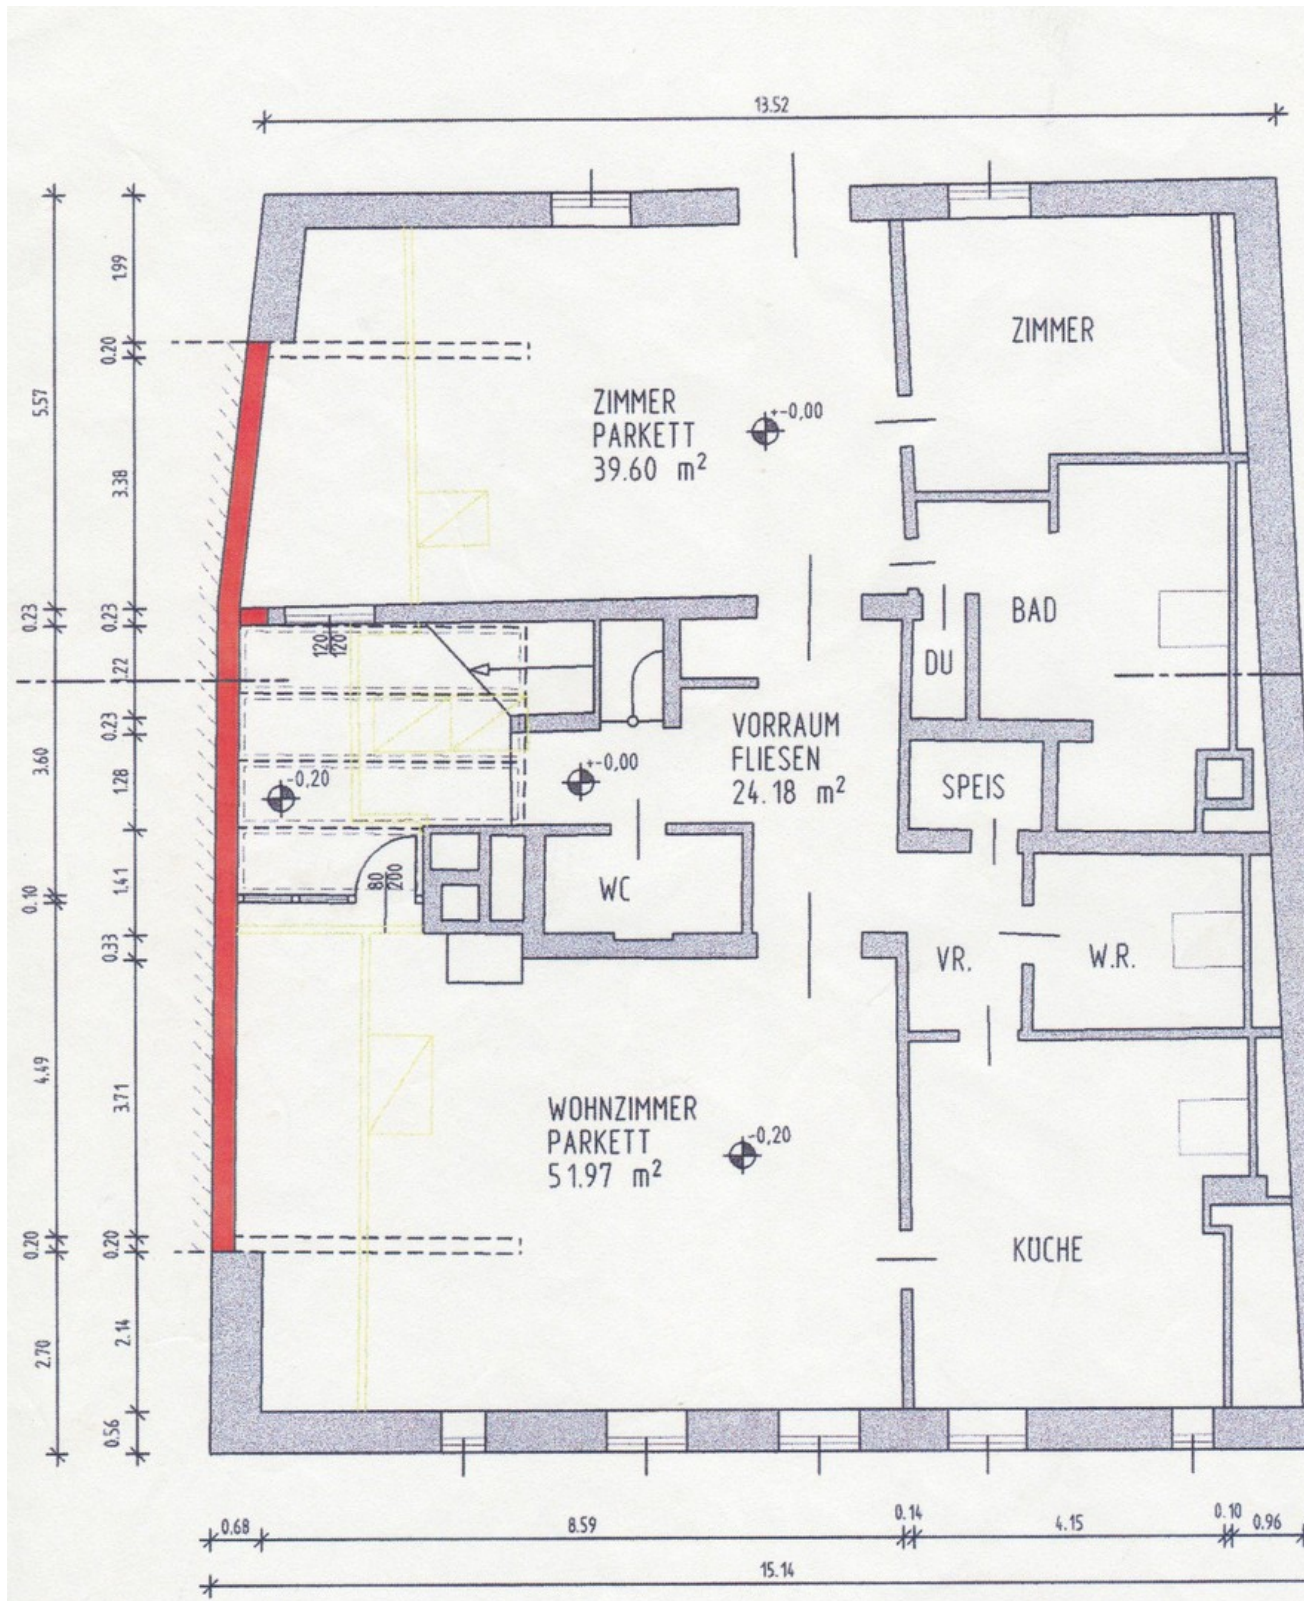 13.52
1.99
0.20
5.57
3.38
ZIMMER
ZIMMER
PARKETT
39.60 m²
+-0,00
0.23
0.23
120
120
1.22
BAD
DU
0.23
3.60
1.28
VORRAUM
FLIESEN
24.18 m²
+-0,00
-0,20
SPEIS
1.41
0.10
80
200
WC
0.33
VR.
W.R.
4.49
3.71
WOHNZIMMER
PARKETT
51.97 m²
-0,20
0.20
0.20
KÜCHE
2.14
2.70
0.56
0.68
8.59
0.14
4.15
0.10
0.96
15.14